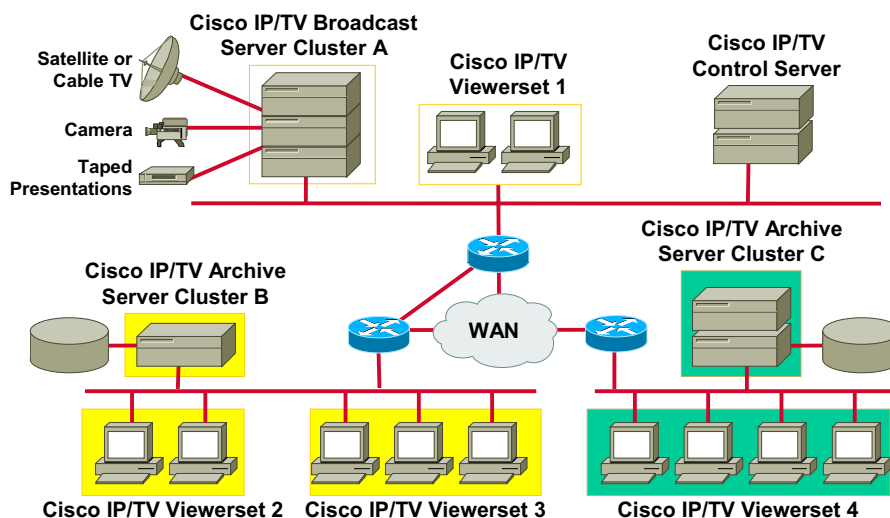 Cisco IP/TV Broadcast
Server Cluster A
Satellite or
Cable TV
Camera
Taped
Presentations
Cisco IP/TV
Viewerset 1
Cisco IP/TV
Control Server
Cisco IP/TV Archive
Server Cluster B
Cisco IP/TV Archive
Server Cluster C
WAN
Cisco IP/TV Viewerset 2
Cisco IP/TV Viewerset 3
Cisco IP/TV Viewerset 4